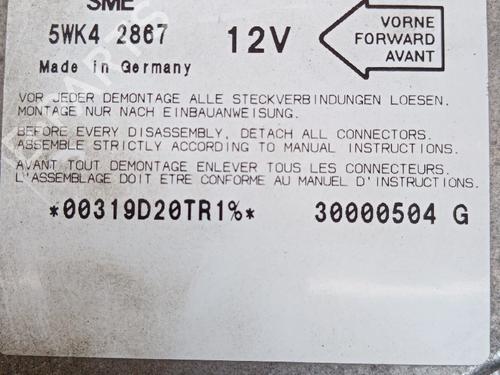 SME
5WK4 2867
12V
VORNE
FORWARD
AVANT
Made in Germany
VOR JEDER DEMONTAGE ALLE STECKVERBINDUNGEN LOESEN.
MONTAGE NUR NACH EINBAUANWEISUNG.
BEFORE EVERY DISASSEMBLY, DETACH ALL CONNECTORS.
ASSEMBLE STRICTLY ACCORDING TO MANUAL INSTRUCTIONS.
AVANT TOUT DEMONTAGE ENLEVER TOUS LES CONNECTEURS.
L'ASSEMBLAGE DOIT ETRE CONFORME AU MANUEL D'INSTRUCTIONS.
*00319D20TR1%*
30000504 G